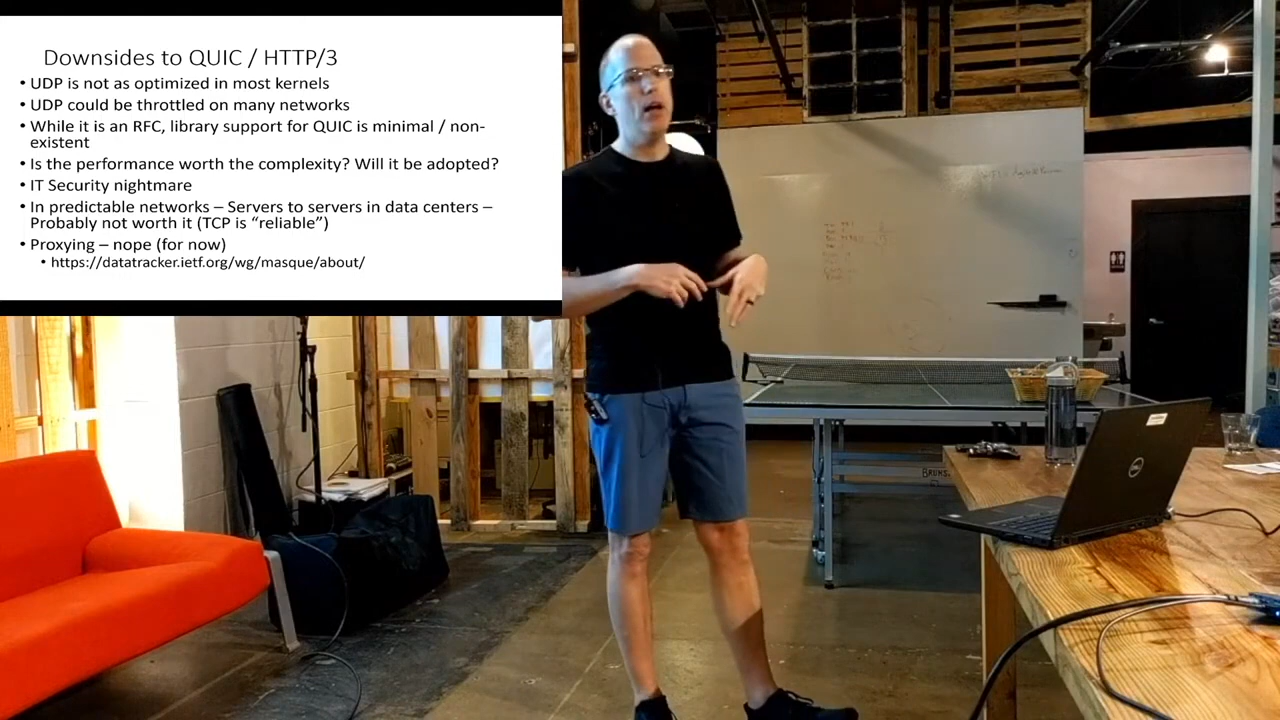 Downsides to QUIC / HTTP/3
• UDP is not as optimized in most kernels
• UDP could be throttled on many networks
• While it is an RFC, library support for QUIC is minimal / non-
existent
• Is the performance worth the complexity? Will it be adopted?
• IT Security nightmare
• In predictable networks – Servers to servers in data centers –
Probably not worth it (TCP is “reliable”)
• Proxying – nope (for now)
• https://datatracker.ietf.org/wg/masque/about/
DELL